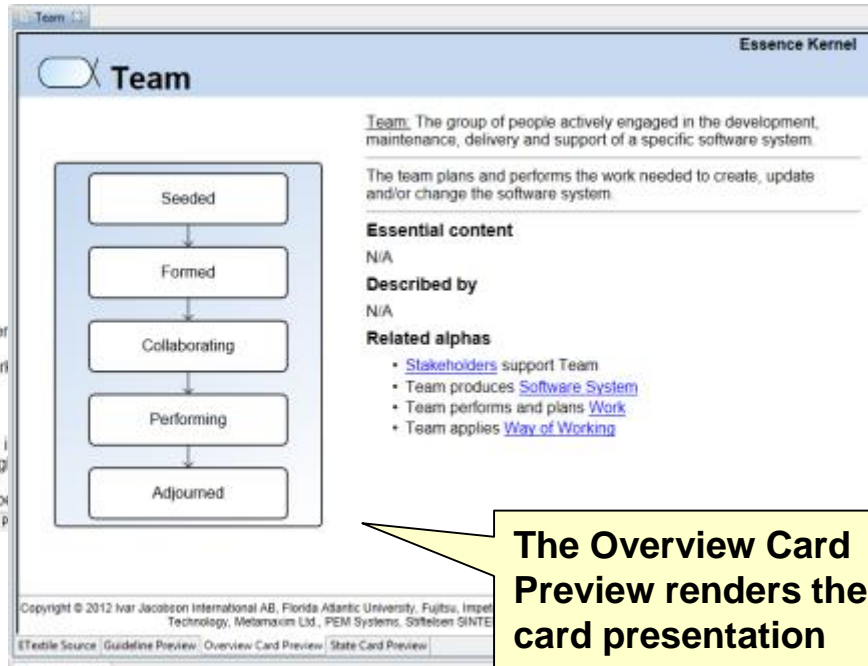 Team
Essence Kernel
Team
Team: The group of people actively engaged in the development,
maintenance, delivery and support of a specific software system.
The team plans and performs the work needed to create, update
and/or change the software system.
Seeded
Formed
Collaborating
Performing
Adjourned
Essential content
N/A
Described by
N/A
Related alphas
• Stakeholders support Team
• Team produces Software System
• Team performs and plans Work
• Team applies Way of Working
The Overview Card
Preview renders the
card presentation
Copyright © 2012 Ivar Jacobson International AB, Florida Atlantic University, Fujitsu,
Technology, Metamaxim Ltd., PEM Systems, Stiftelsen
ETextile Source Guideline Preview Overview Card Preview State Card Preview